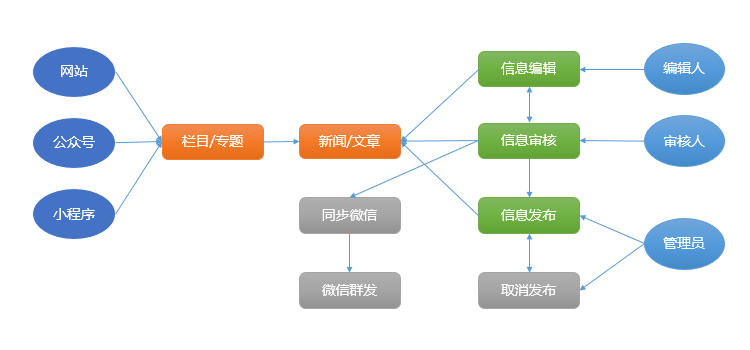 网站
公众号
小程序
栏目/专题
新闻/文章
同步微信
微信群发
信息编辑
信息审核
信息发布
取消发布
编辑人
审核人
管理员